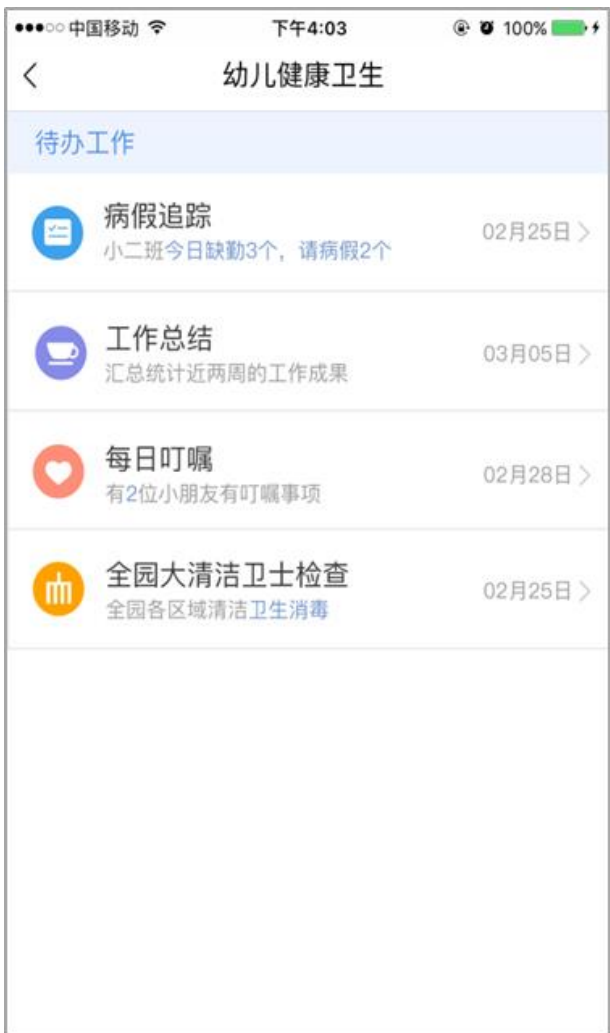 中国移动 下午4:03 100%
幼儿健康卫生
待办工作
病假追踪
小二班今日缺勤3个，请病假2个
02月25日
工作总结
汇总统计近两周的工作成果
03月05日
每日叮嘱
有2位小朋友有叮嘱事项
02月28日
全园大清洁卫士检查
全园各区域清洁卫生消毒
02月25日